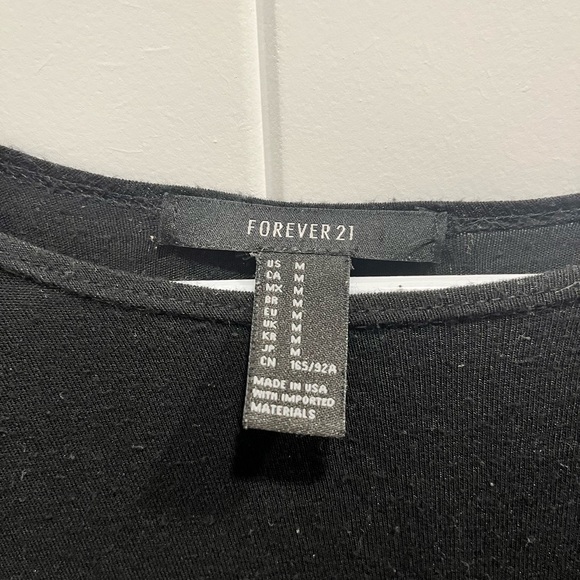 FOREVER 21
US M
CA M
MX M
BR M
EU M
UK M
KR M
JP M
CN 165/92A
MADE IN USA
WITH IMPORTED
MATERIALS